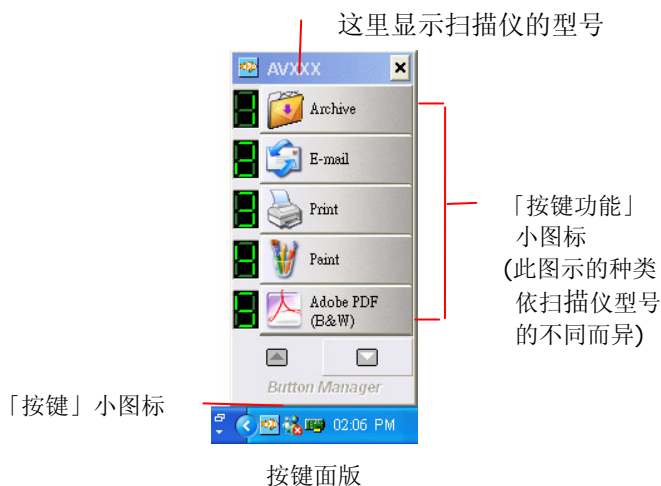 这里显示扫描仪的型号
AVXXX
Archive
E-mail
Print
Paint
Adobe PDF
(B&W)
「按键功能」
小图标
(此图示的种类
依扫描仪型号
的不同而异)
Button Manager
「按键」小图标
02:06 PM
按键面版